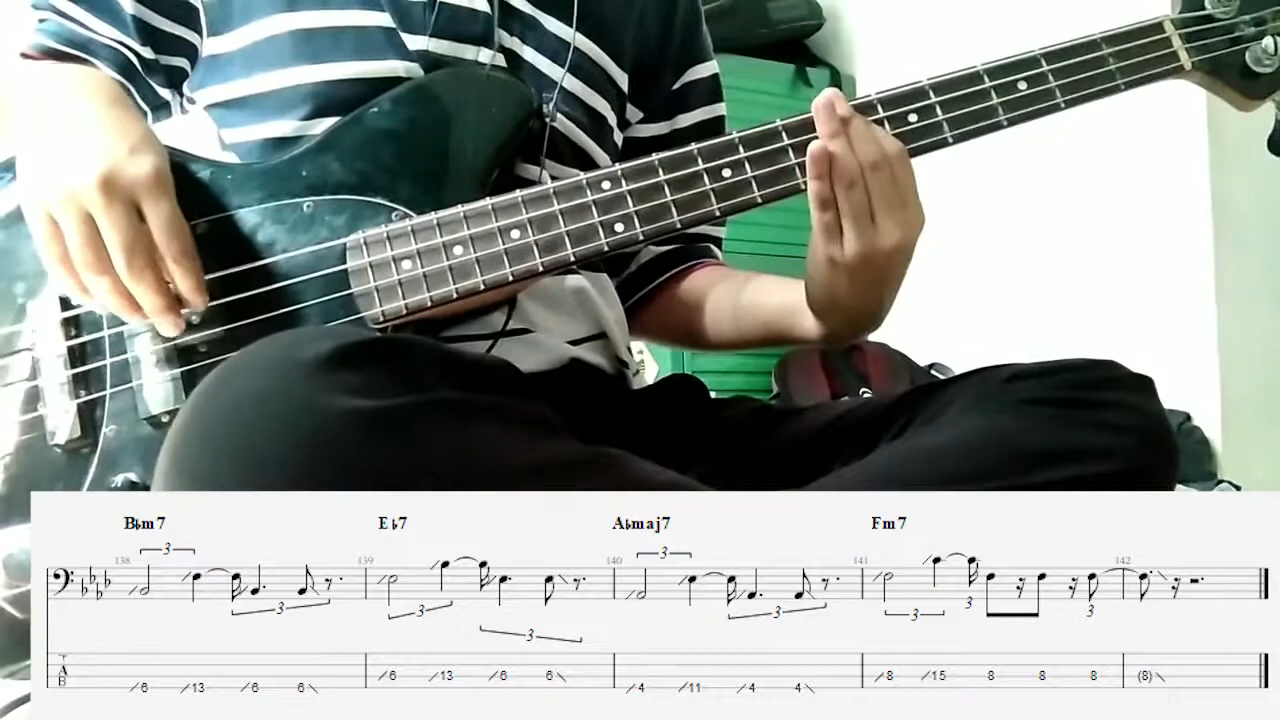 B♭m7 E♭7 A♭maj7 Fm7
138 3 139 140 3 141 142
3 3 3 3 3 3 3
T
A 6 13 6 6 8 15 8 8 8 (8)
B 6 13 6 6 4 11 4 4